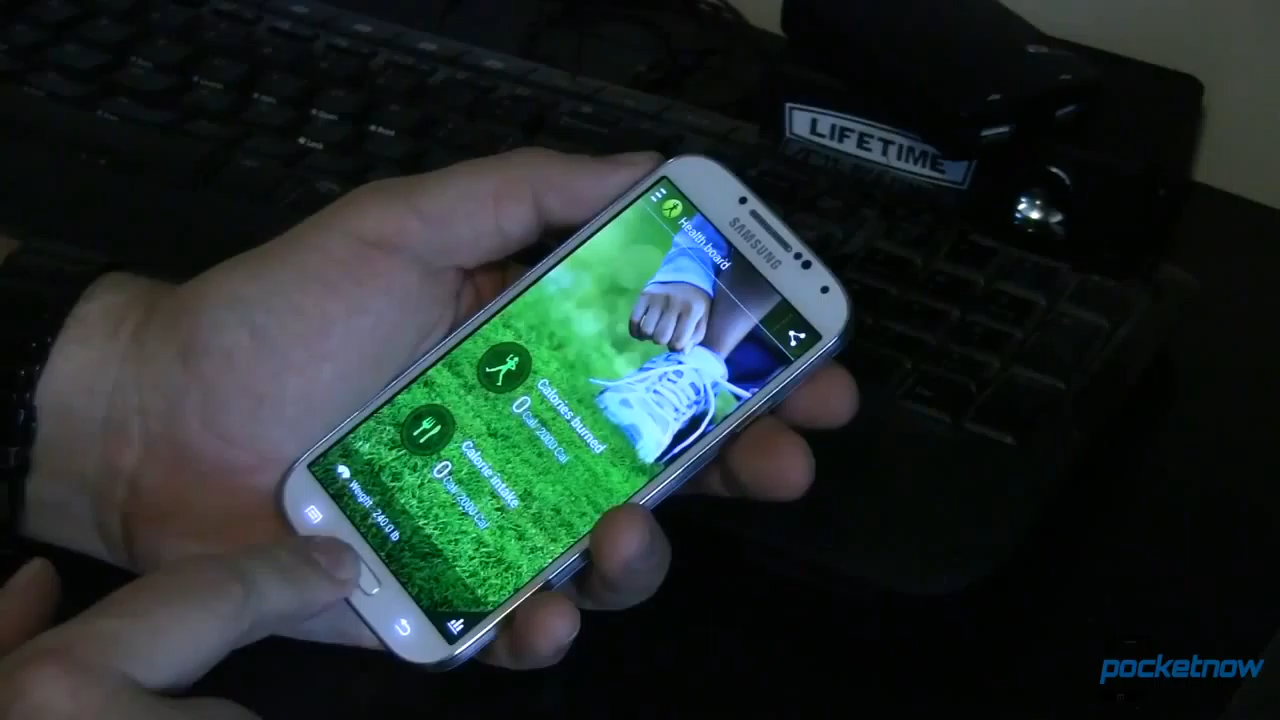 LIFETIME
SAMSUNG
Health board
Calories burned
0 Cal/2000 Cal
Calorie intake
0 Cal/2000 Cal
Weight: 240.0 lb
pocketnow